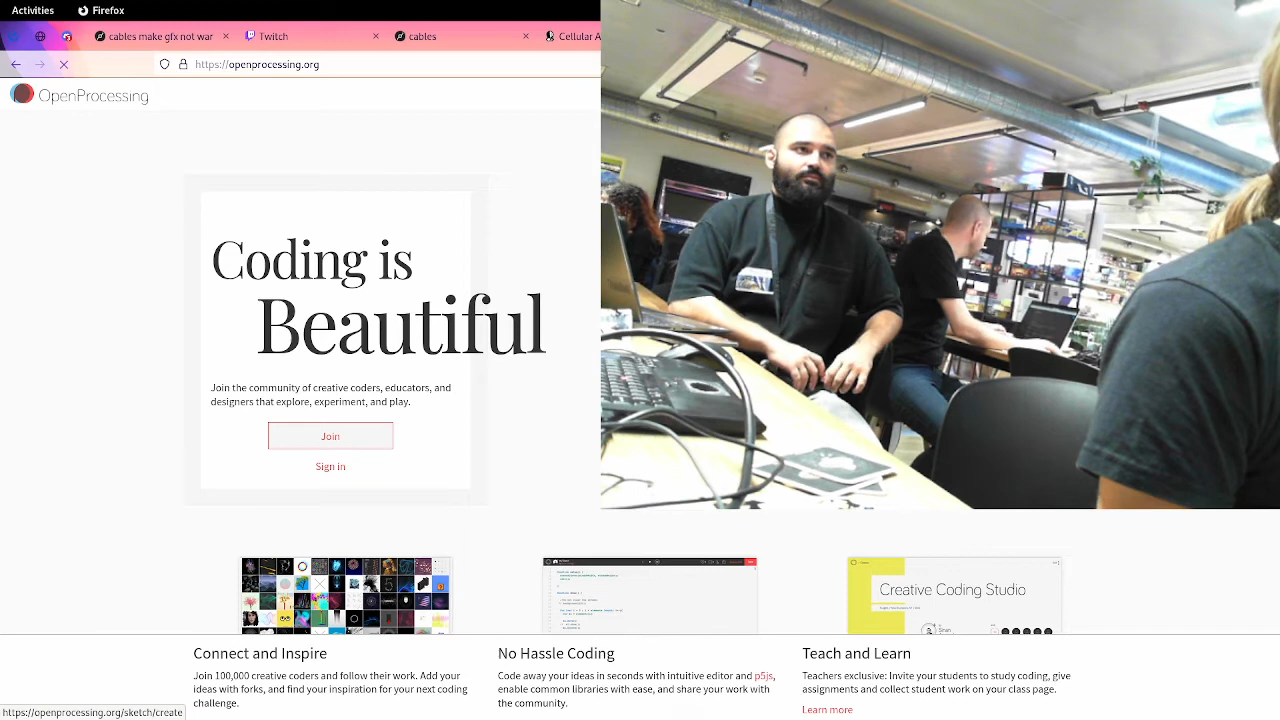 Activities
Firefox
cables make gfx not war
Twitch
cables
Cellular A
https://openprocessing.org
OpenProcessing
Coding is
Beautiful
Join the community of creative coders, educators, and
designers that explore, experiment, and play.
Join
Sign in
Creative Coding Studio
Sinan
Connect and Inspire
Join 100,000 creative coders and follow their work. Add your
ideas with forks, and find your inspiration for your next coding
challenge.
No Hassle Coding
Code away your ideas in seconds with intuitive editor and p5js,
enable common libraries with ease, and share your work with
the community.
Teach and Learn
Teachers exclusive: Invite your students to study coding, give
assignments and collect student work on your class page.
Learn more
https://openprocessing.org/sketch/create